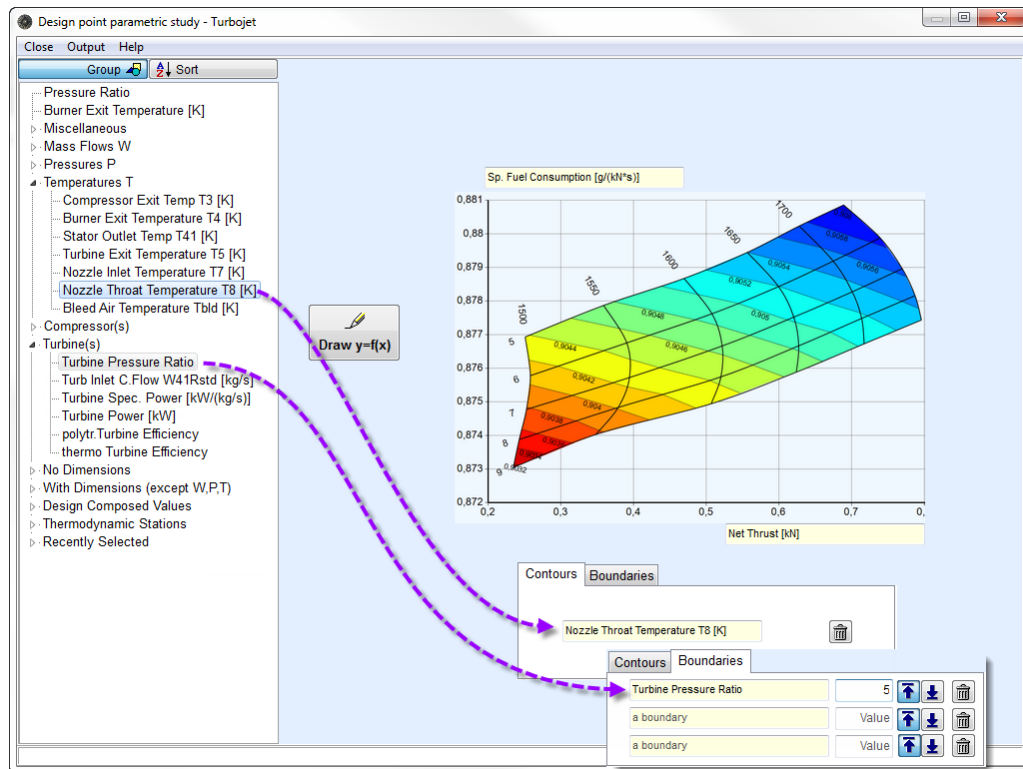 Design point parametric study - Turbojet
Close Output Help
Group
A Z Sort
Pressure Ratio
Burner Exit Temperature [K]
Miscellaneous
Mass Flows W
Pressures P
Temperatures T
Compressor Exit Temp T3 [K]
Burner Exit Temperature T4 [K]
Stator Outlet Temp T41 [K]
Turbine Exit Temperature T5 [K]
Nozzle Inlet Temperature T7 [K]
Nozzle Throat Temperature T8 [K]
Bleed Air Temperature Tbld [K]
Compressor(s)
Turbine(s)
Turbine Pressure Ratio
Turb Inlet C.Flow W41Rstd [kg/s]
Turbine Spec. Power [kW/(kg/s)]
Turbine Power [kW]
polytr.Turbine Efficiency
thermo Turbine Efficiency
No Dimensions
With Dimensions (except W,P,T)
Design Composed Values
Thermodynamic Stations
Recently Selected
Draw y=f(x)
Sp. Fuel Consumption [g/(kN*s)]
0,881
0,88
0,879
0,878
0,877
0,876
0,875
0,874
0,873
0,872
0,2 0,3 0,4 0,5 0,6 0,7 0,
1500 1550 1600 1650 1700
5
6
7
8
9
0,906
0,9058
0,9056
0,9054
0,9052
0,905
0,9048
0,9046
0,9044
0,9042
0,904
0,9038
0,9032
Net Thrust [kN]
Contours Boundaries
Nozzle Throat Temperature T8 [K]
Contours Boundaries
Turbine Pressure Ratio 5
a boundary Value
a boundary Value